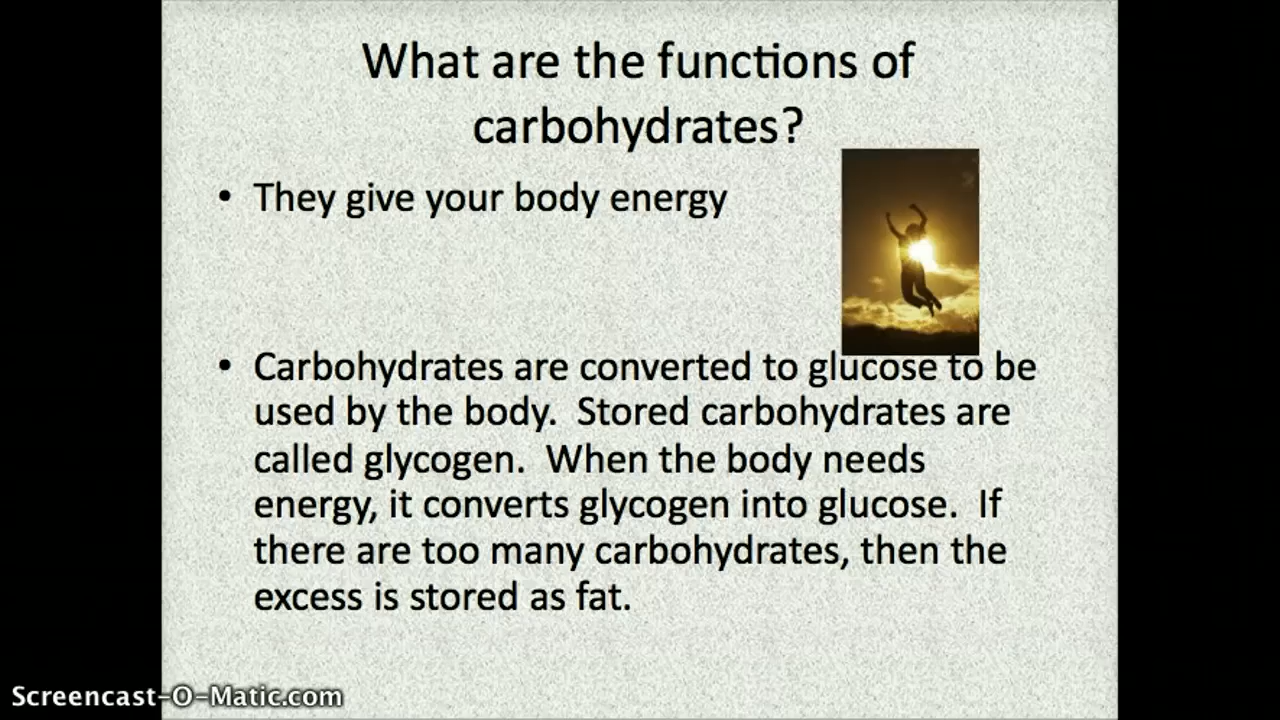 What are the functions of
carbohydrates?
• They give your body energy
• Carbohydrates are converted to glucose to be
used by the body.  Stored carbohydrates are
called glycogen.  When the body needs
energy, it converts glycogen into glucose.  If
there are too many carbohydrates, then the
excess is stored as fat.
Screencast-O-Matic.com